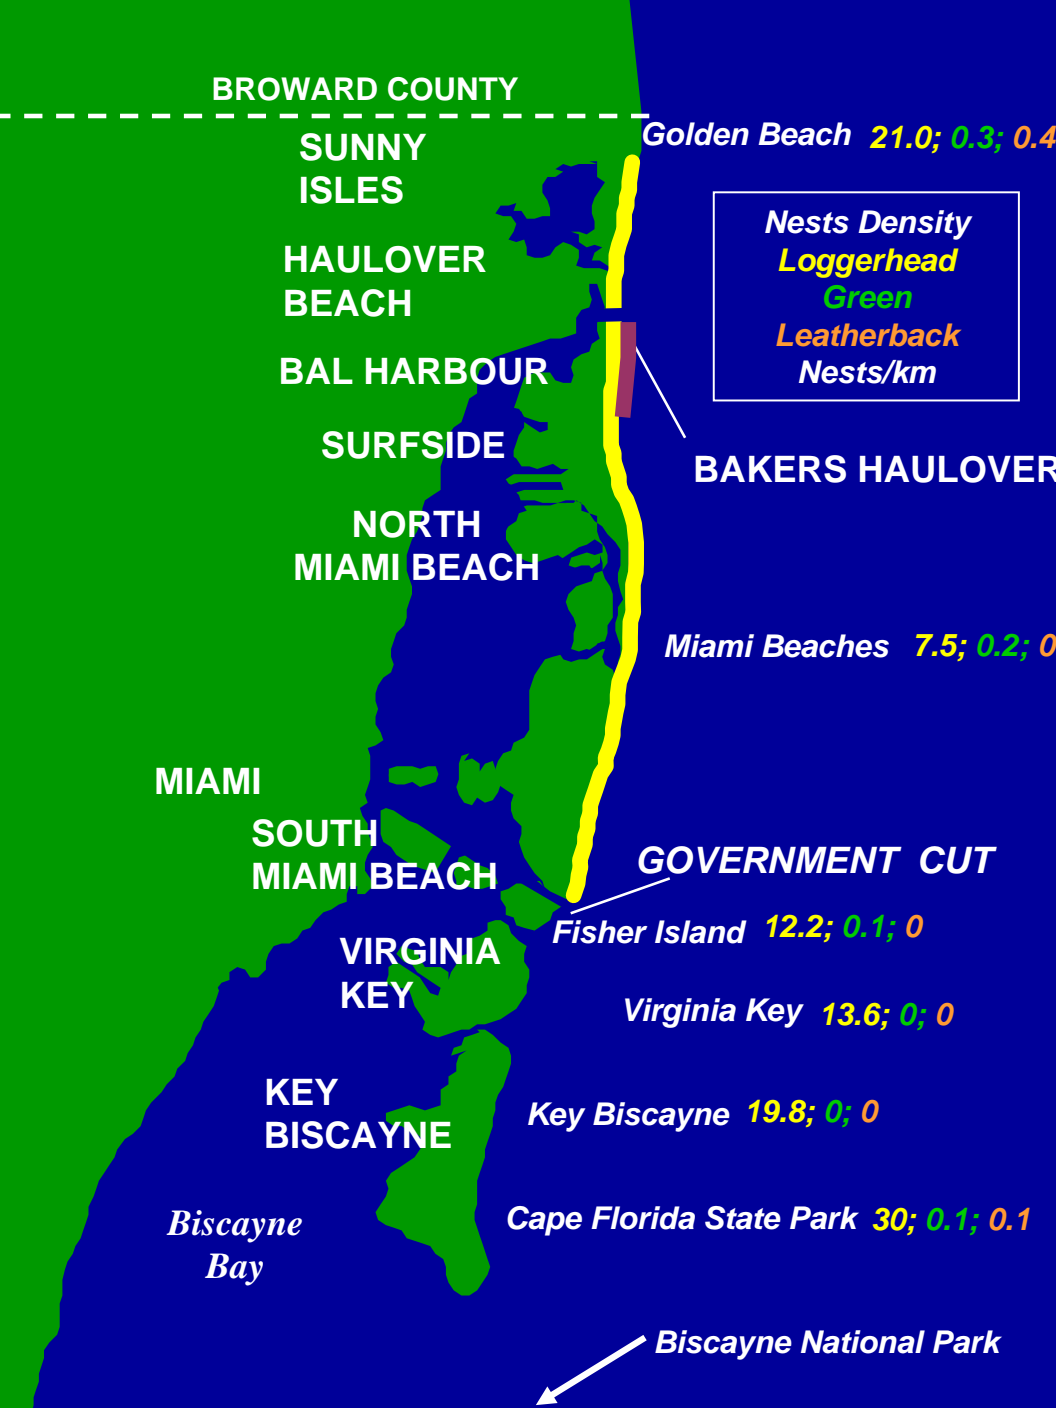 BROWARD COUNTY
SUNNY
ISLES
Golden Beach 21.0; 0.3; 0.4
Nests Density
Loggerhead
Green
Leatherback
Nests/km
HAULOVER
BEACH
BAL HARBOUR
SURFSIDE
BAKERS HAULOVER
NORTH
MIAMI BEACH
Miami Beaches 7.5; 0.2; 0
MIAMI
SOUTH
MIAMI BEACH
GOVERNMENT CUT
Fisher Island 12.2; 0.1; 0
VIRGINIA
KEY
Virginia Key 13.6; 0; 0
KEY
BISCAYNE
Key Biscayne 19.8; 0; 0
Cape Florida State Park 30; 0.1; 0.1
Biscayne
Bay
Biscayne National Park